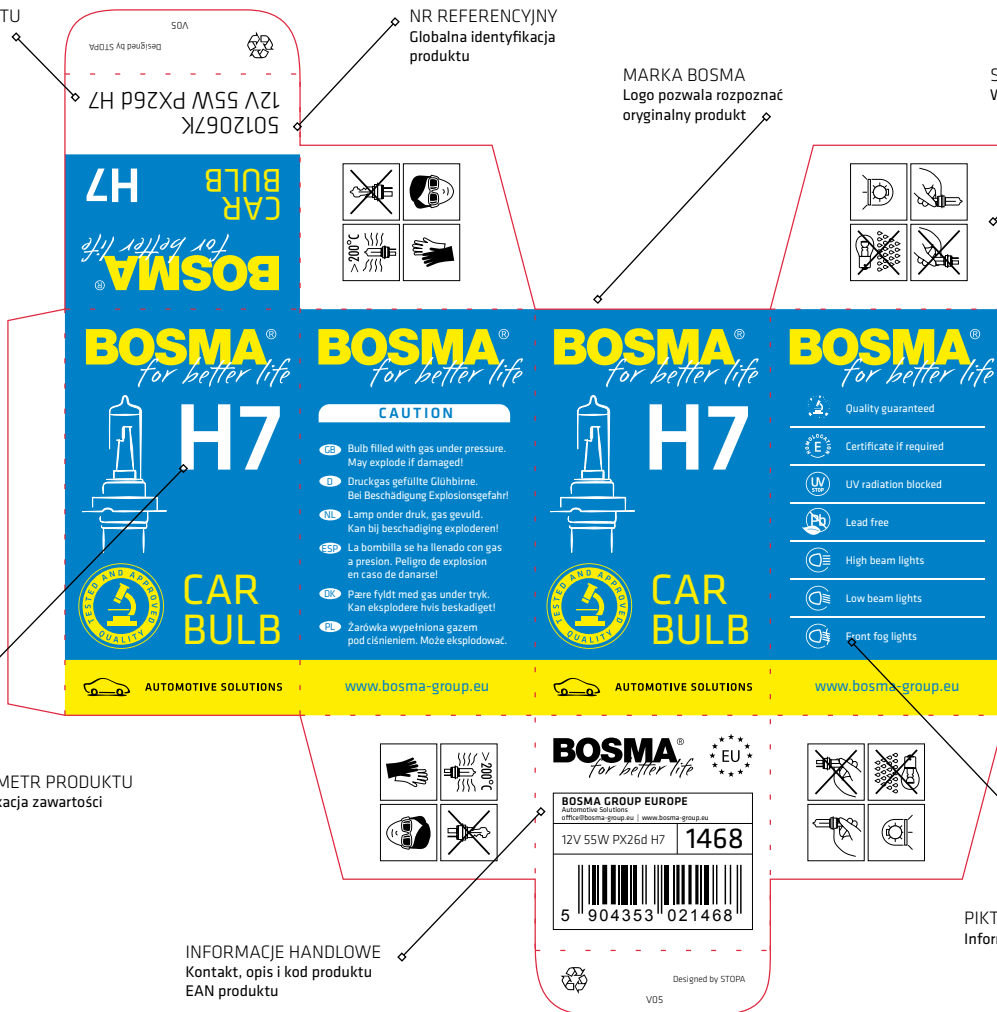 TU
NR REFERENCYJNY
Globalna identyfikacja
produktu
MARKA BOSMA
Logo pozwala rozpoznać
oryginalny produkt
S
W
V05
Designed by STOPA
12V 55W PX26d H7
5012067K
CAR
BULB
H7
BOSMA®
for better life
> 200°C
BOSMA®
for better life
H7
TESTED AND APPROVED
QUALITY
CAR
BULB
AUTOMOTIVE SOLUTIONS
BOSMA®
for better life
CAUTION
GB Bulb filled with gas under pressure.
May explode if damaged!
D Druckgas gefüllte Glühbirne.
Bei Beschädigung Explosionsgefahr!
NL Lamp onder druk, gas gevuld.
Kan bij beschadiging exploderen!
ESP La bombilla se ha llenado con gas
a presion. Peligro de explosion
en caso de danarse!
DK Pære fyldt med gas under tryk.
Kan eksplodere hvis beskadiget!
PL Żarówka wypełniona gazem
pod ciśnieniem. Może eksplodować.
www.bosma-group.eu
BOSMA®
for better life
H7
TESTED AND APPROVED
QUALITY
CAR
BULB
AUTOMOTIVE SOLUTIONS
BOSMA®
for better life
Quality guaranteed
HOMOLOGATION
E
Certificate if required
UV
STOP
UV radiation blocked
Pb
Lead free
High beam lights
Low beam lights
Front fog lights
www.bosma-group.eu
METR PRODUKTU
kacja zawartości
> 200°C
BOSMA®
for better life
EU
BOSMA GROUP EUROPE
Automotive Solutions
office@bosma-group.eu | www.bosma-group.eu
12V 55W PX26d H7
1468
5 904353 021468
INFORMACJE HANDLOWE
Kontakt, opis i kod produktu
EAN produktu
PIKT
Infor
Designed by STOPA
V05